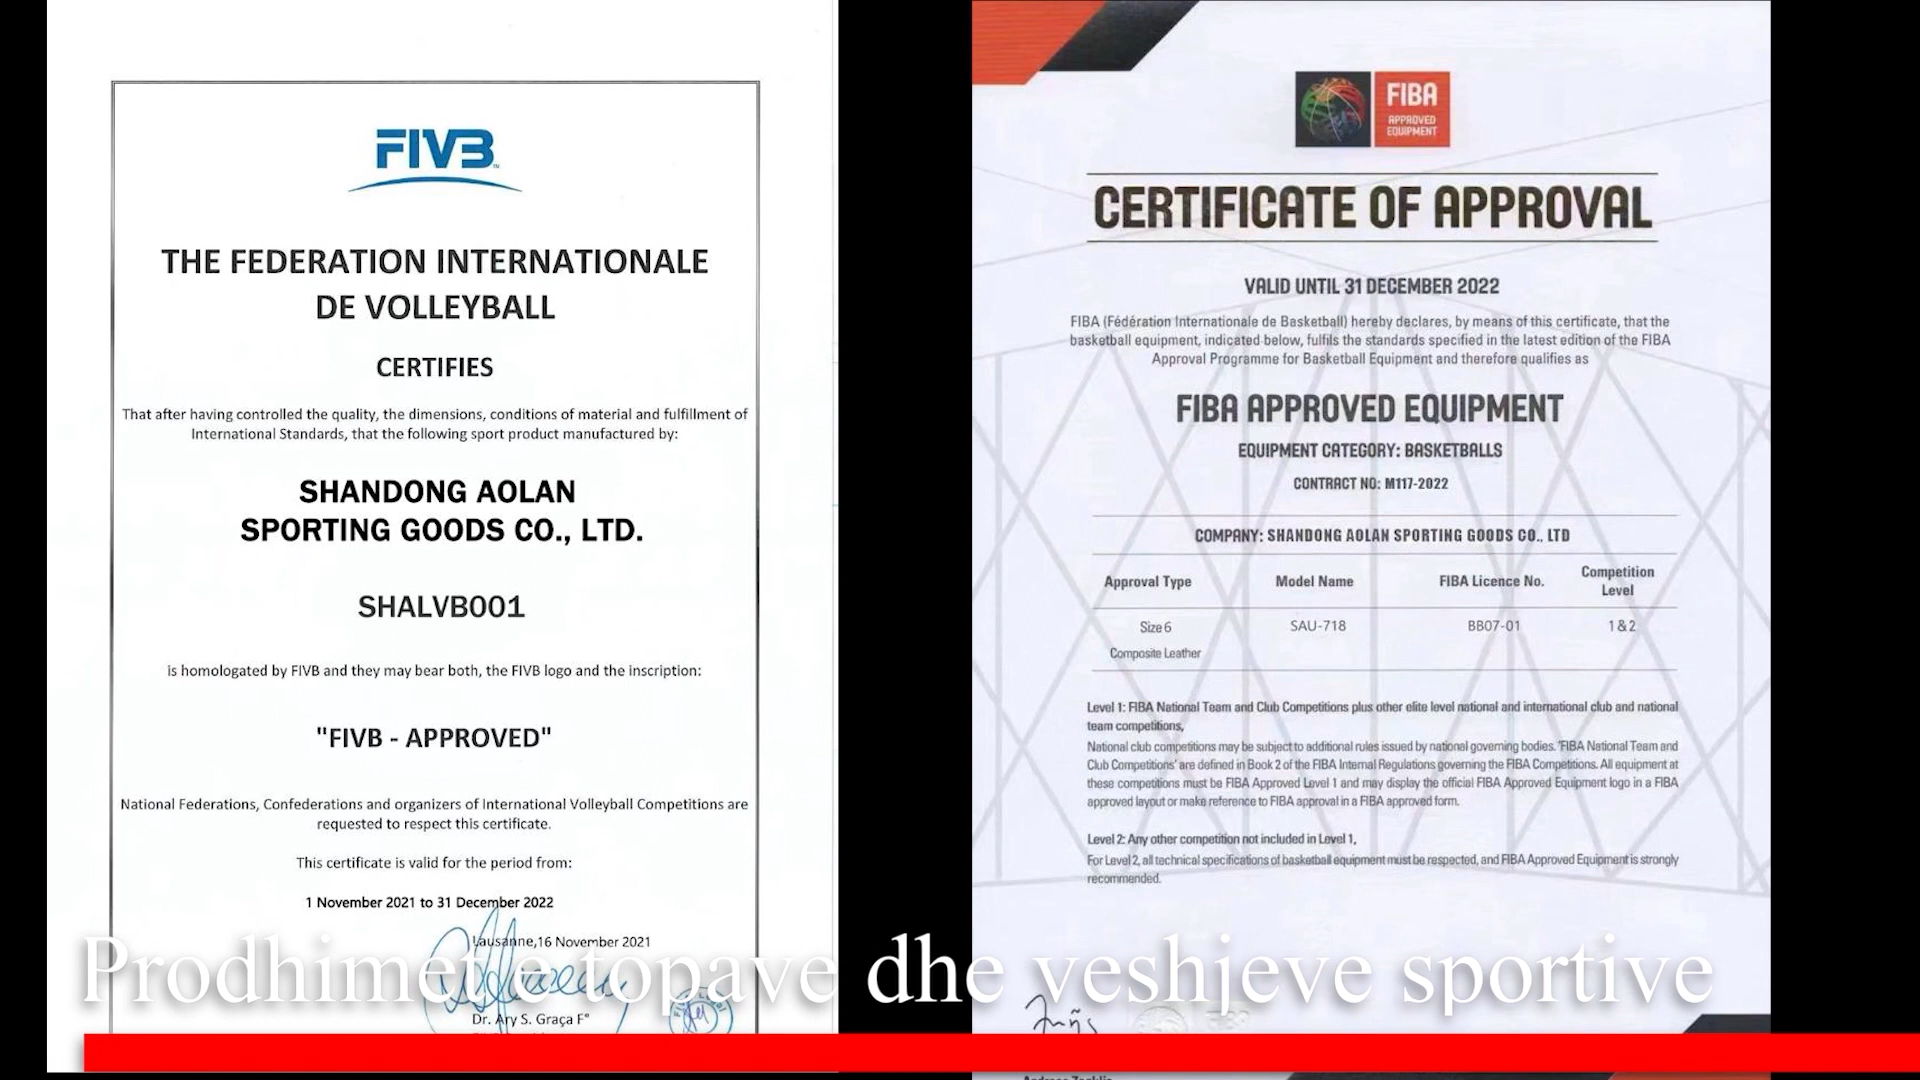 FIVB
THE FEDERATION INTERNATIONALE
DE VOLLEYBALL
CERTIFIES
That after having controlled the quality, the dimensions, conditions of material and fulfillment of
International Standards, that the following sport product manufactured by:
SHANDONG AOLAN
SPORTING GOODS CO., LTD.
SHALVB001
is homologated by FIVB and they may bear both, the FIVB logo and the inscription:
"FIVB - APPROVED"
National Federations, Confederations and organizers of International Volleyball Competitions are
requested to respect this certificate.
This certificate is valid for the period from:
1 November 2021 to 31 December 2022
Lausanne,16 November 2021
Dr. Ary S. Graça F°
FIBA
APPROVED
EQUIPMENT
CERTIFICATE OF APPROVAL
VALID UNTIL 31 DECEMBER 2022
FIBA (Fédération Internationale de Basketball) hereby declares, by means of this certificate, that the
basketball equipment, indicated below, fulfils the standards specified in the latest edition of the FIBA
Approval Programme for Basketball Equipment and therefore qualifies as
FIBA APPROVED EQUIPMENT
EQUIPMENT CATEGORY: BASKETBALLS
CONTRACT NO: M117-2022
COMPANY: SHANDONG AOLAN SPORTING GOODS CO., LTD
Approval Type Model Name FIBA Licence No. Competition Level
Size 6 SAU-718 BB07-01 1 & 2
Composite Leather
Level 1: FIBA National Team and Club Competitions plus other elite level national and international club and national
team competitions,
National club competitions may be subject to additional rules issued by national governing bodies. 'FIBA National Team and
Club Competitions' are defined in Book 2 of the FIBA Internal Regulations governing the FIBA Competitions. All equipment at
these competitions must be FIBA Approved Level 1 and may display the official FIBA Approved Equipment logo in a FIBA
approved layout or make reference to FIBA approval in a FIBA approved form.
Level 2: Any other competition not included in Level 1,
For Level 2, all technical specifications of basketball equipment must be respected, and FIBA Approved Equipment is strongly
recommended.
Prodhimet e topave dhe veshjeve sportive